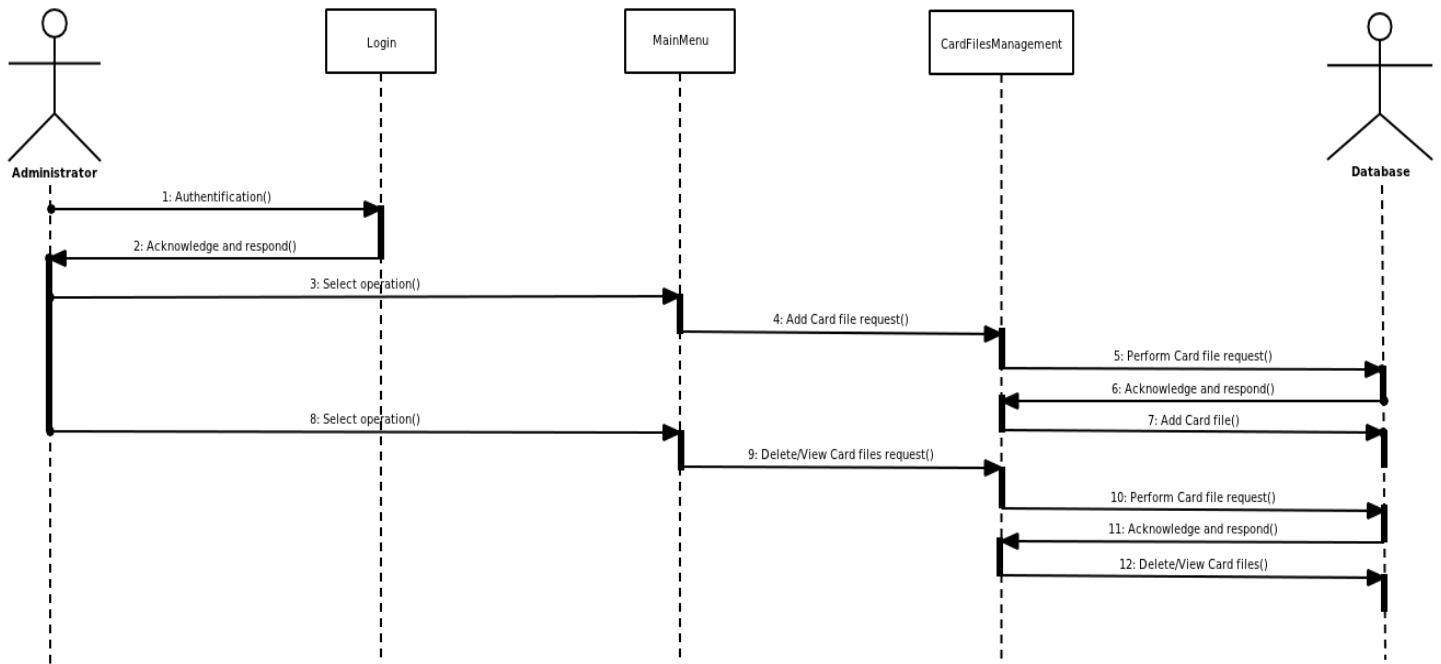 Login
MainMenu
CardFilesManagement
Administrator
Database
1: Authentification()
2: Acknowledge and respond()
3: Select operation()
4: Add Card file request()
5: Perform Card file request()
6: Acknowledge and respond()
7: Add Card file()
8: Select operation()
9: Delete/View Card files request()
10: Perform Card file request()
11: Acknowledge and respond()
12: Delete/View Card files()